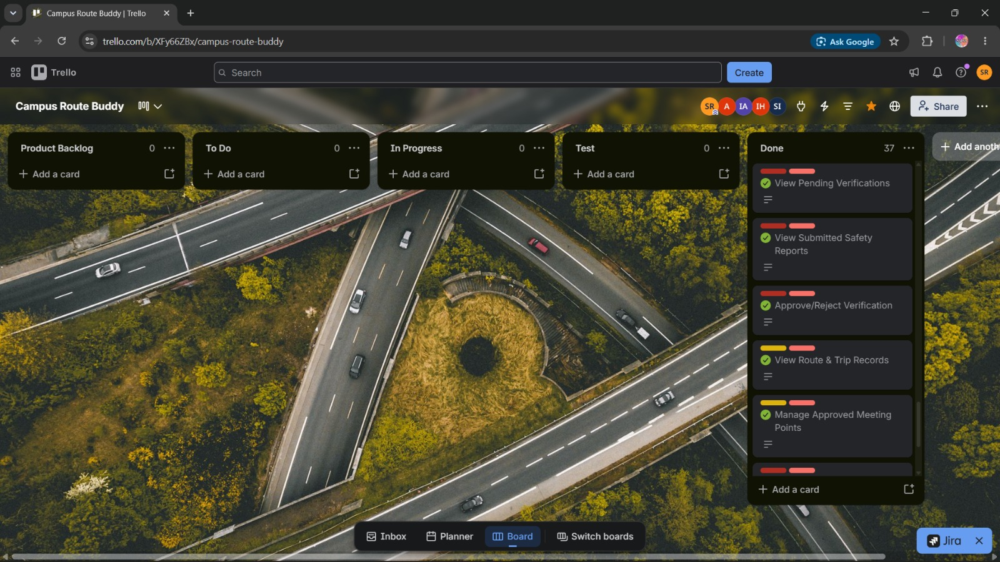 Campus Route Buddy | Trello
trello.com/b/XFy66ZBx/campus-route-buddy
Ask Google
Trello
Search
Create
SR
Campus Route Buddy
SR A IA IH SI
Share
Product Backlog 0
Add a card
To Do 0
Add a card
In Progress 0
Add a card
Test 0
Add a card
Done 37
View Pending Verifications
View Submitted Safety
Reports
Approve/Reject Verification
View Route & Trip Records
Manage Approved Meeting
Points
Add a card
Add anoth
Inbox
Planner
Board
Switch boards
Jira